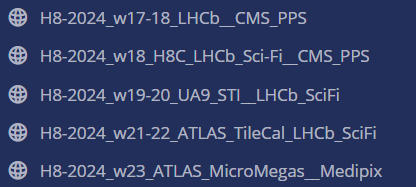 H8-2024_w17-18_LHCb__CMS_PPS
H8-2024_w18_H8C_LHCb_Sci-Fi__CMS_PPS
H8-2024_w19-20_UA9_STI__LHCb_SciFi
H8-2024_w21-22_ATLAS_TileCal_LHCb_SciFi
H8-2024_w23_ATLAS_MicroMegas__Medipix